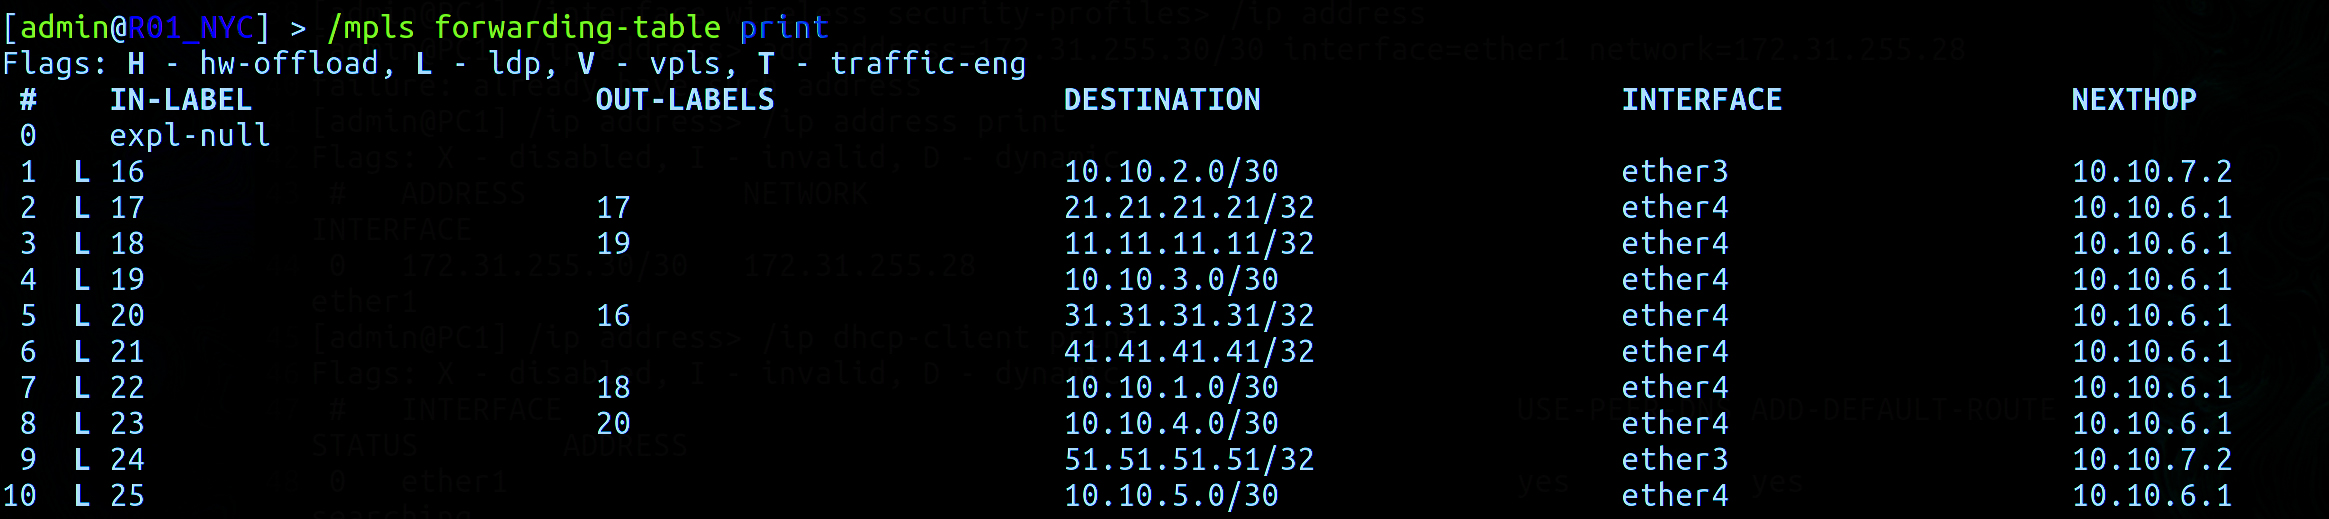 [admin@R01_NYC] > /mpls forwarding-table print
Flags: H - hw-offload, L - ldp, V - vpls, T - traffic-eng
# IN-LABEL OUT-LABELS DESTINATION INTERFACE NEXTHOP
0 expl-null
1 L 16 10.10.2.0/30 ether3 10.10.7.2
2 L 17 17 21.21.21.21/32 ether4 10.10.6.1
3 L 18 19 11.11.11.11/32 ether4 10.10.6.1
4 L 19 10.10.3.0/30 ether4 10.10.6.1
5 L 20 16 31.31.31.31/32 ether4 10.10.6.1
6 L 21 41.41.41.41/32 ether4 10.10.6.1
7 L 22 18 10.10.1.0/30 ether4 10.10.6.1
8 L 23 20 10.10.4.0/30 ether4 10.10.6.1
9 L 24 51.51.51.51/32 ether3 10.10.7.2
10 L 25 10.10.5.0/30 ether4 10.10.6.1